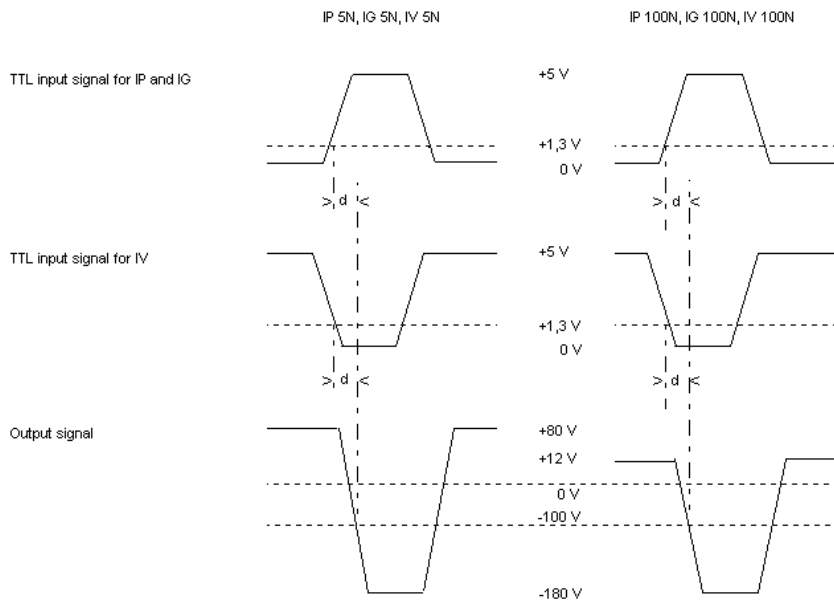 IP 5N, IG 5N, IV 5N
IP 100N, IG 100N, IV 100N
TTL input signal for IP and IG
+5 V
+1,3 V
0 V
> d <
> d <
TTL input signal for IV
+5 V
+1,3 V
0 V
> d <
> d <
Output signal
+80 V
+12 V
0 V
-100 V
-180 V